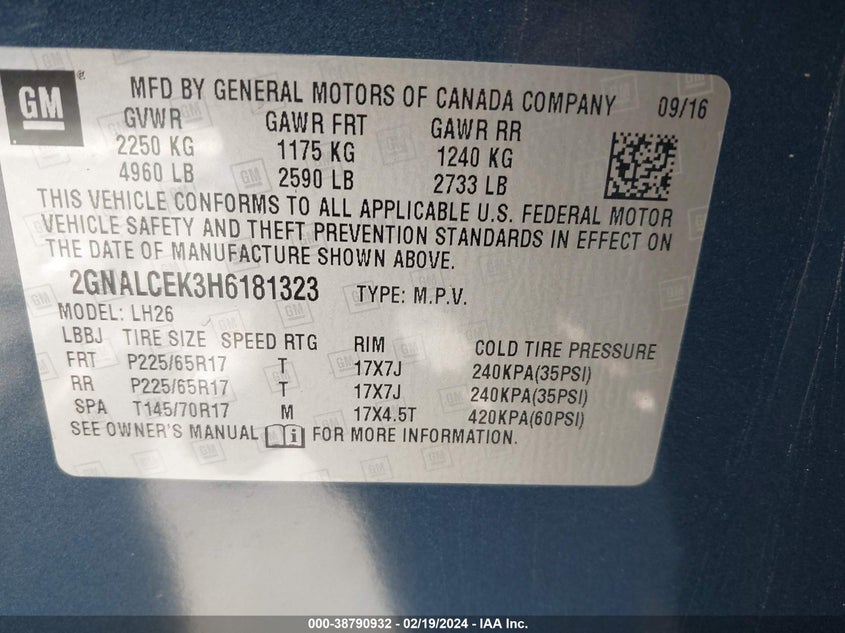 GM ® MFD BY GENERAL MOTORS OF CANADA COMPANY 09/16
GVWR GAWR FRT GAWR RR
2250 KG 1175 KG 1240 KG
4960 LB 2590 LB 2733 LB
THIS VEHICLE CONFORMS TO ALL APPLICABLE U.S. FEDERAL MOTOR
VEHICLE SAFETY AND THEFT PREVENTION STANDARDS IN EFFECT ON
THE DATE OF MANUFACTURE SHOWN ABOVE.
2GNALCEK3H6181323 TYPE: M.P.V.
MODEL: LH26
LBBJ TIRE SIZE SPEED RTG RIM COLD TIRE PRESSURE
FRT P225/65R17 T 17X7J 240KPA(35PSI)
RR P225/65R17 T 17X7J 240KPA(35PSI)
SPA T145/70R17 M 17X4.5T 420KPA(60PSI)
SEE OWNER'S MANUAL i FOR MORE INFORMATION.
000-38790932 - 02/19/2024 - IAA Inc.